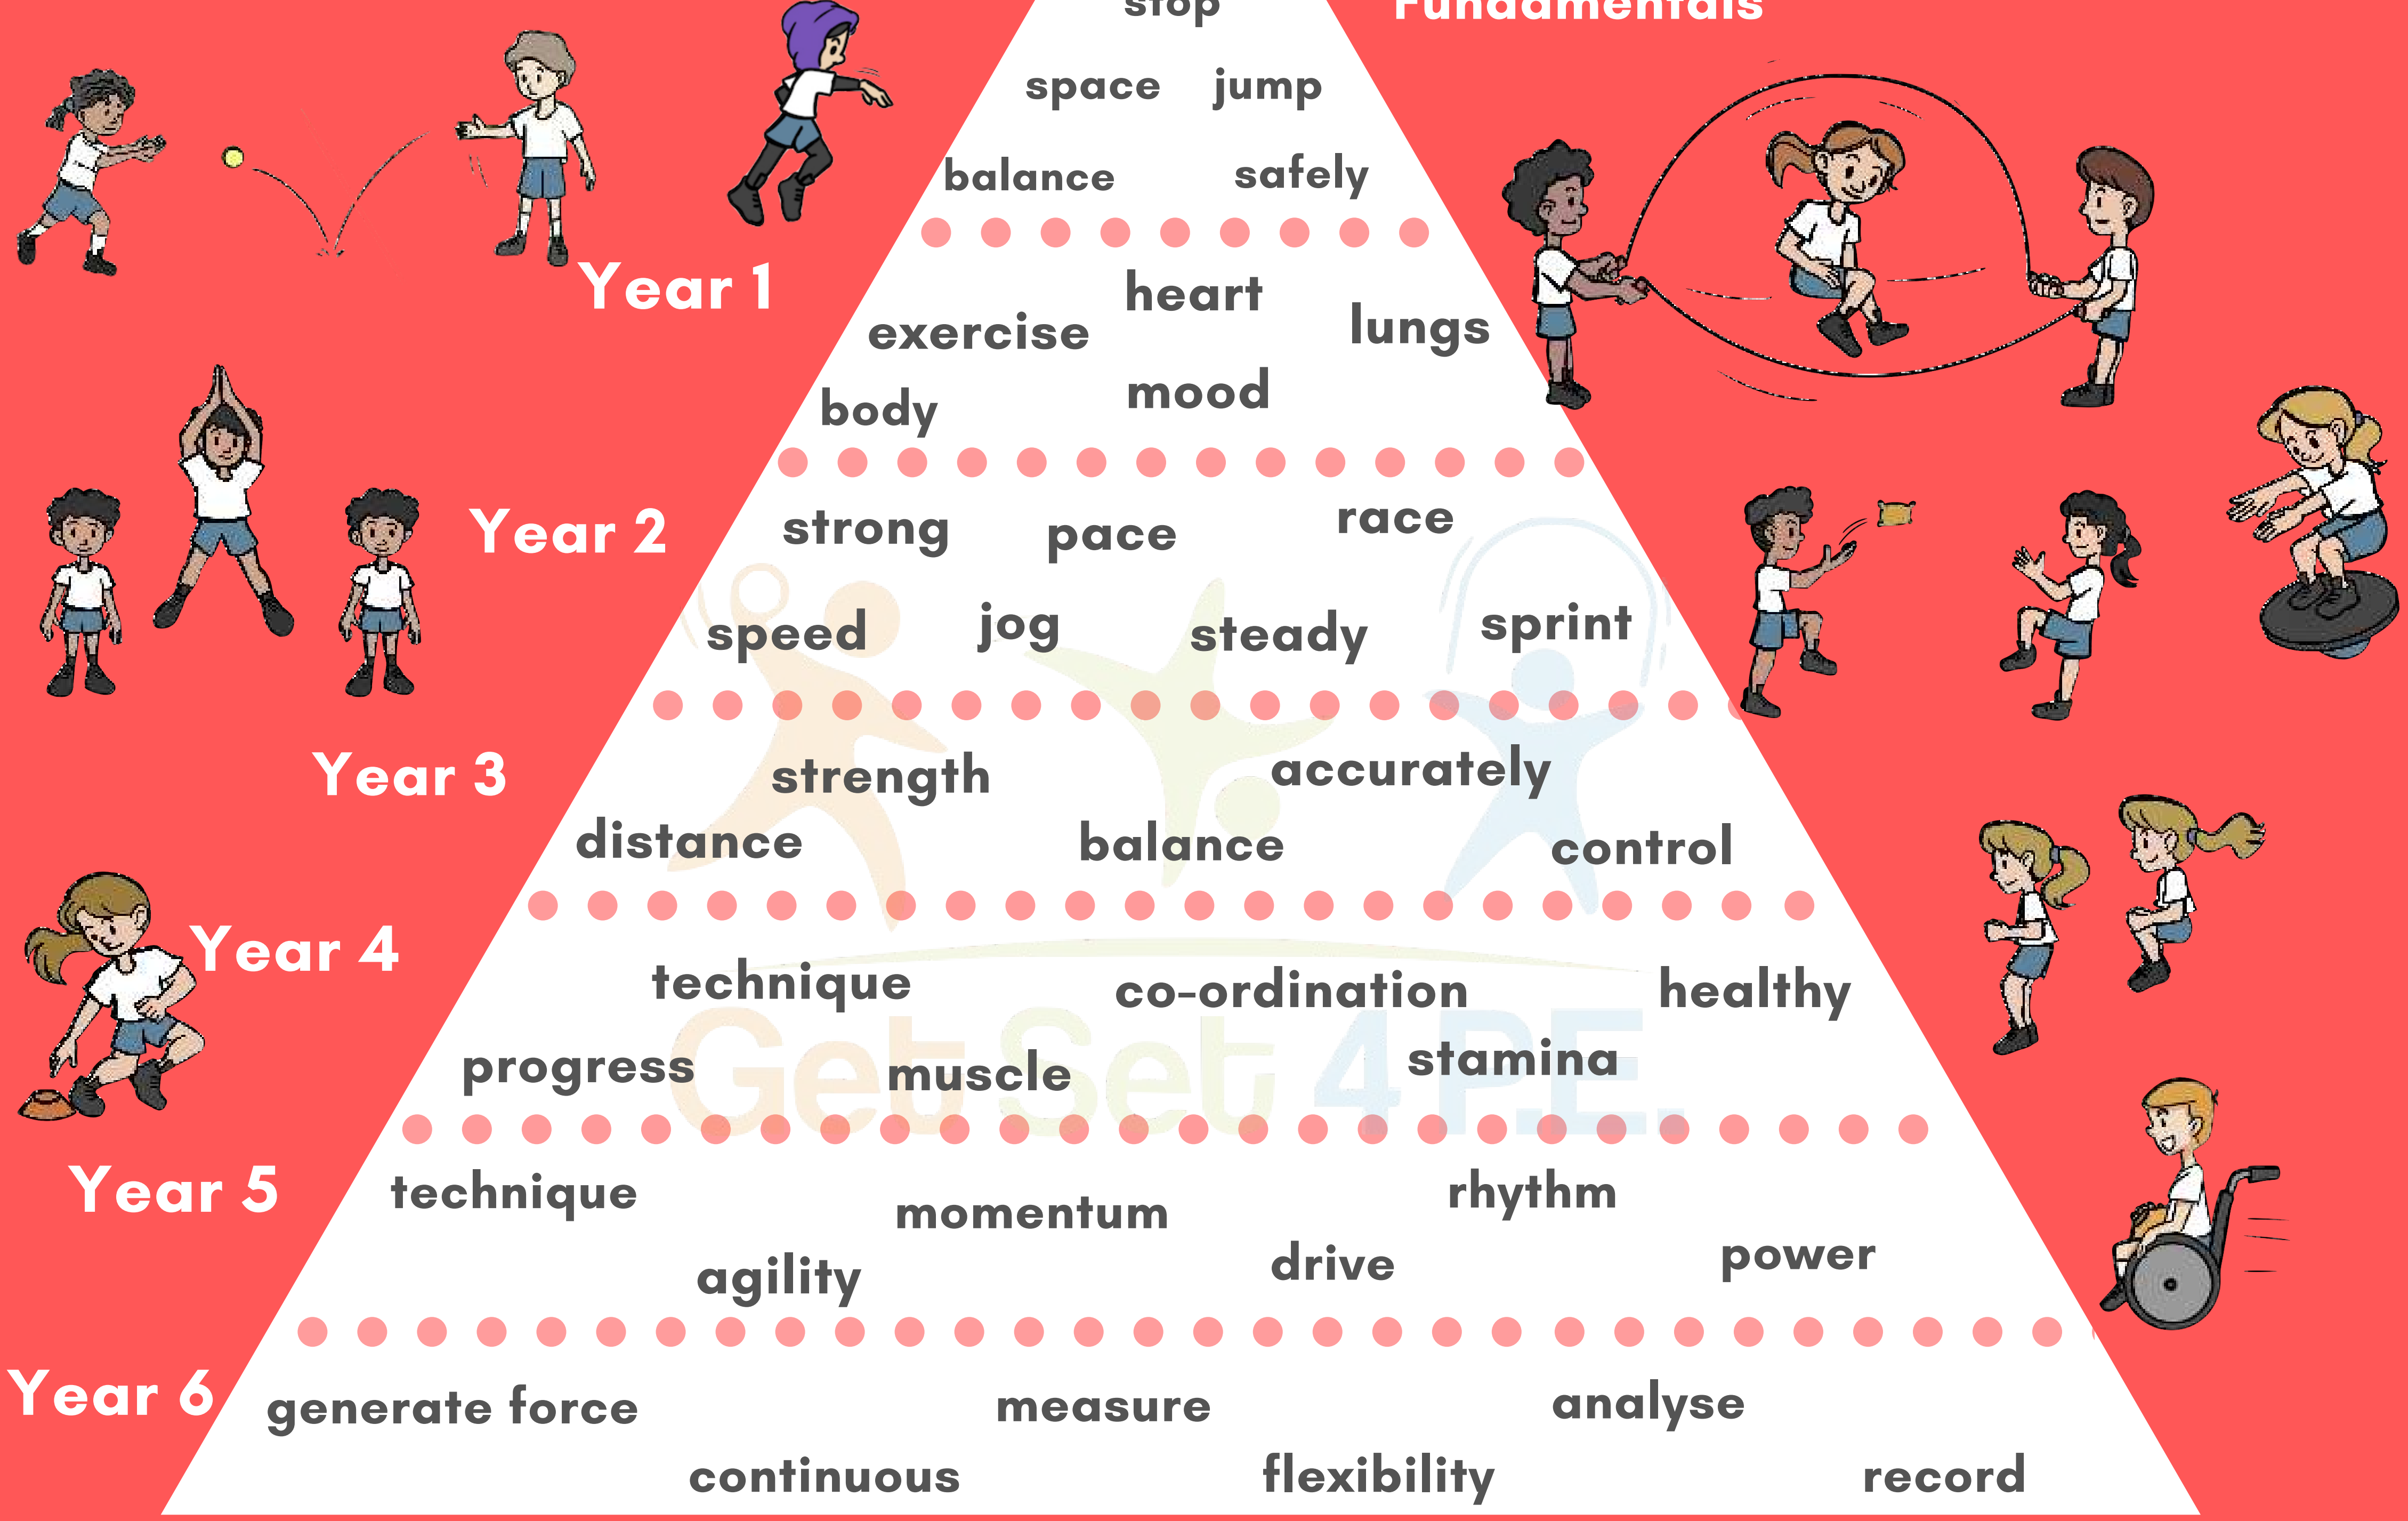 stop
Fundamentals
space jump
balance safely
Year 1
heart
exercise lungs
body mood
Year 2
strong pace race
speed jog steady sprint
Year 3
strength accurately
distance balance control
Year 4
technique co-ordination healthy
progress muscle stamina
Get Set 4 P.E.
Year 5
technique momentum rhythm
agility drive power
Year 6
generate force measure analyse
continuous flexibility record